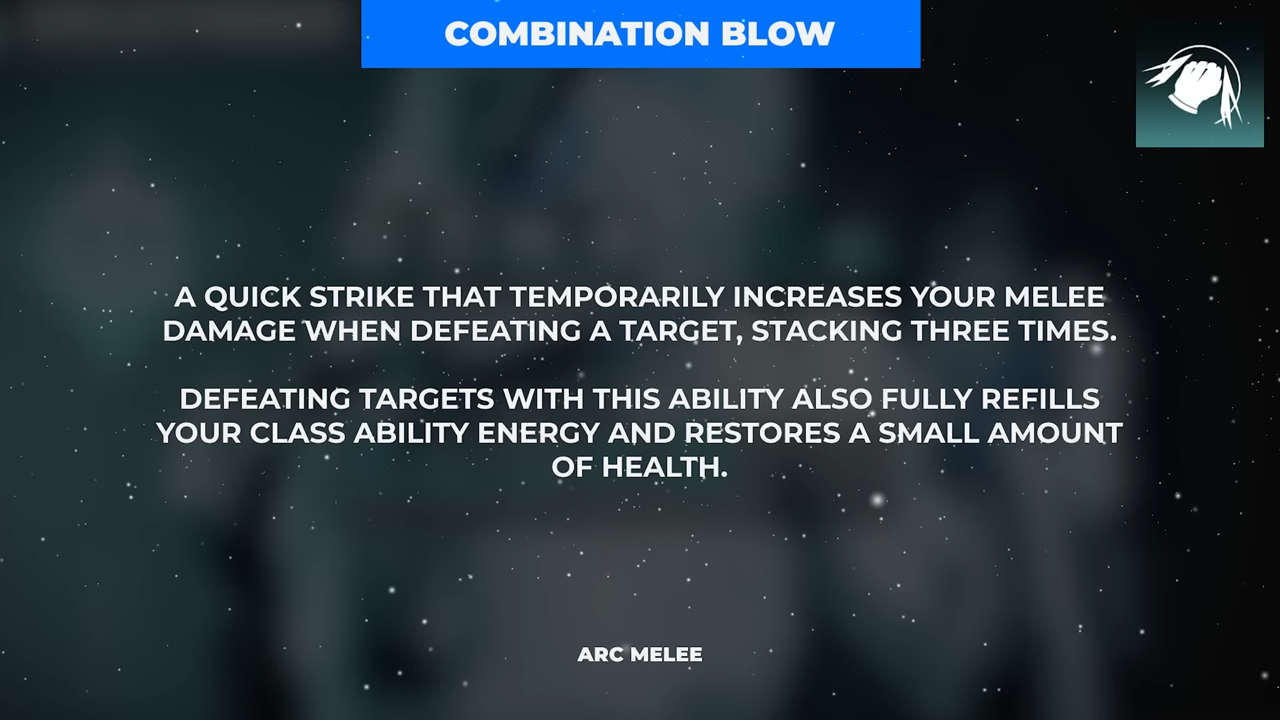 COMBINATION BLOW
A QUICK STRIKE THAT TEMPORARILY INCREASES YOUR MELEE
DAMAGE WHEN DEFEATING A TARGET, STACKING THREE TIMES.
DEFEATING TARGETS WITH THIS ABILITY ALSO FULLY REFILLS
YOUR CLASS ABILITY ENERGY AND RESTORES A SMALL AMOUNT
OF HEALTH.
ARC MELEE